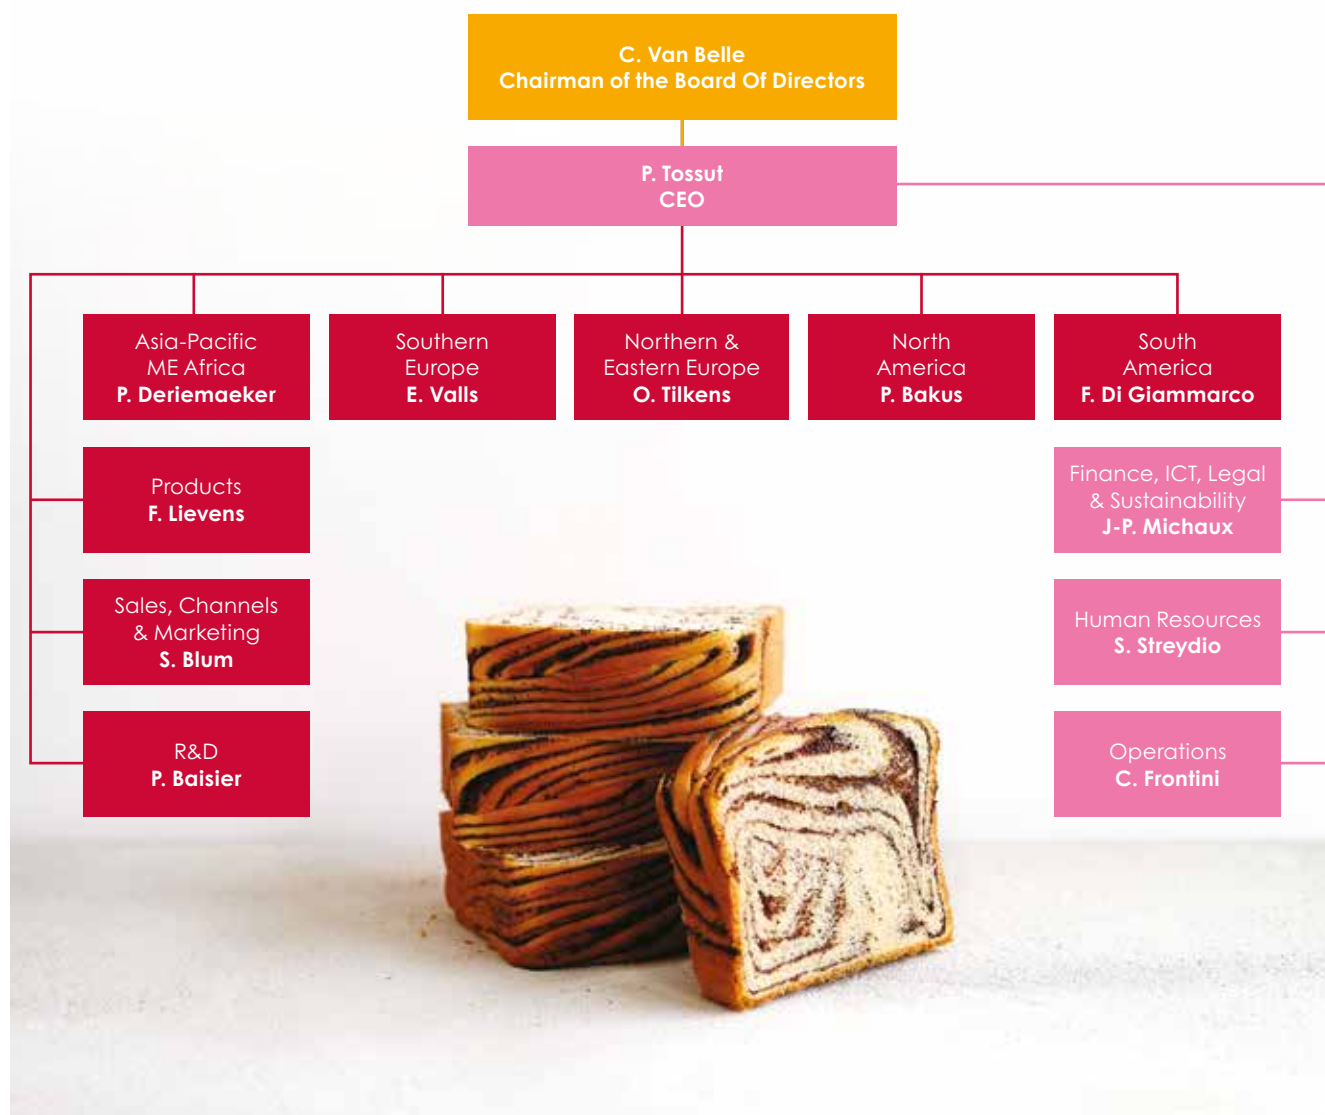 C. Van Belle
Chairman of the Board Of Directors
P. Tossut
CEO
Asia-Pacific
ME Africa
P. Deriemaeker
Southern
Europe
E. Valls
Northern &
Eastern Europe
O. Tilkens
North
America
P. Bakus
South
America
F. Di Giammarco
Products
F. Lievens
Finance, ICT, Legal
& Sustainability
J-P. Michaux
Sales, Channels
& Marketing
S. Blum
Human Resources
S. Streydio
R&D
P. Baisier
Operations
C. Frontini